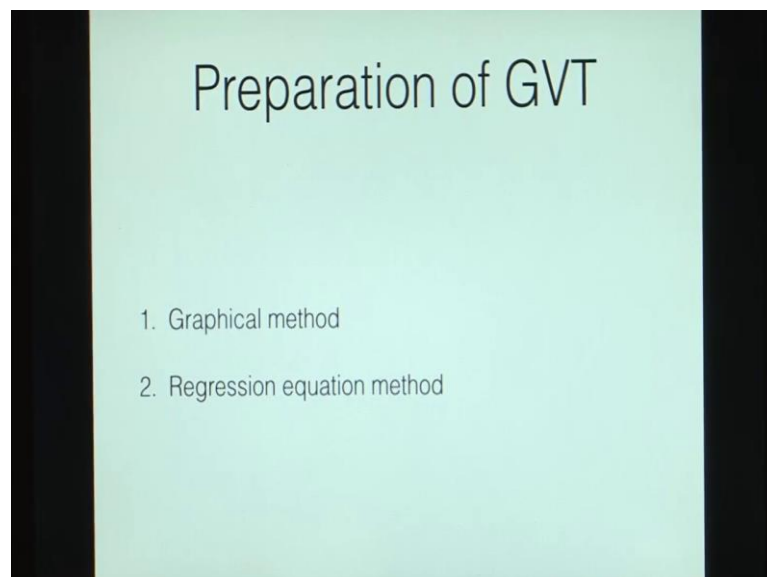 Preparation of GVT
1. Graphical method
2. Regression equation method